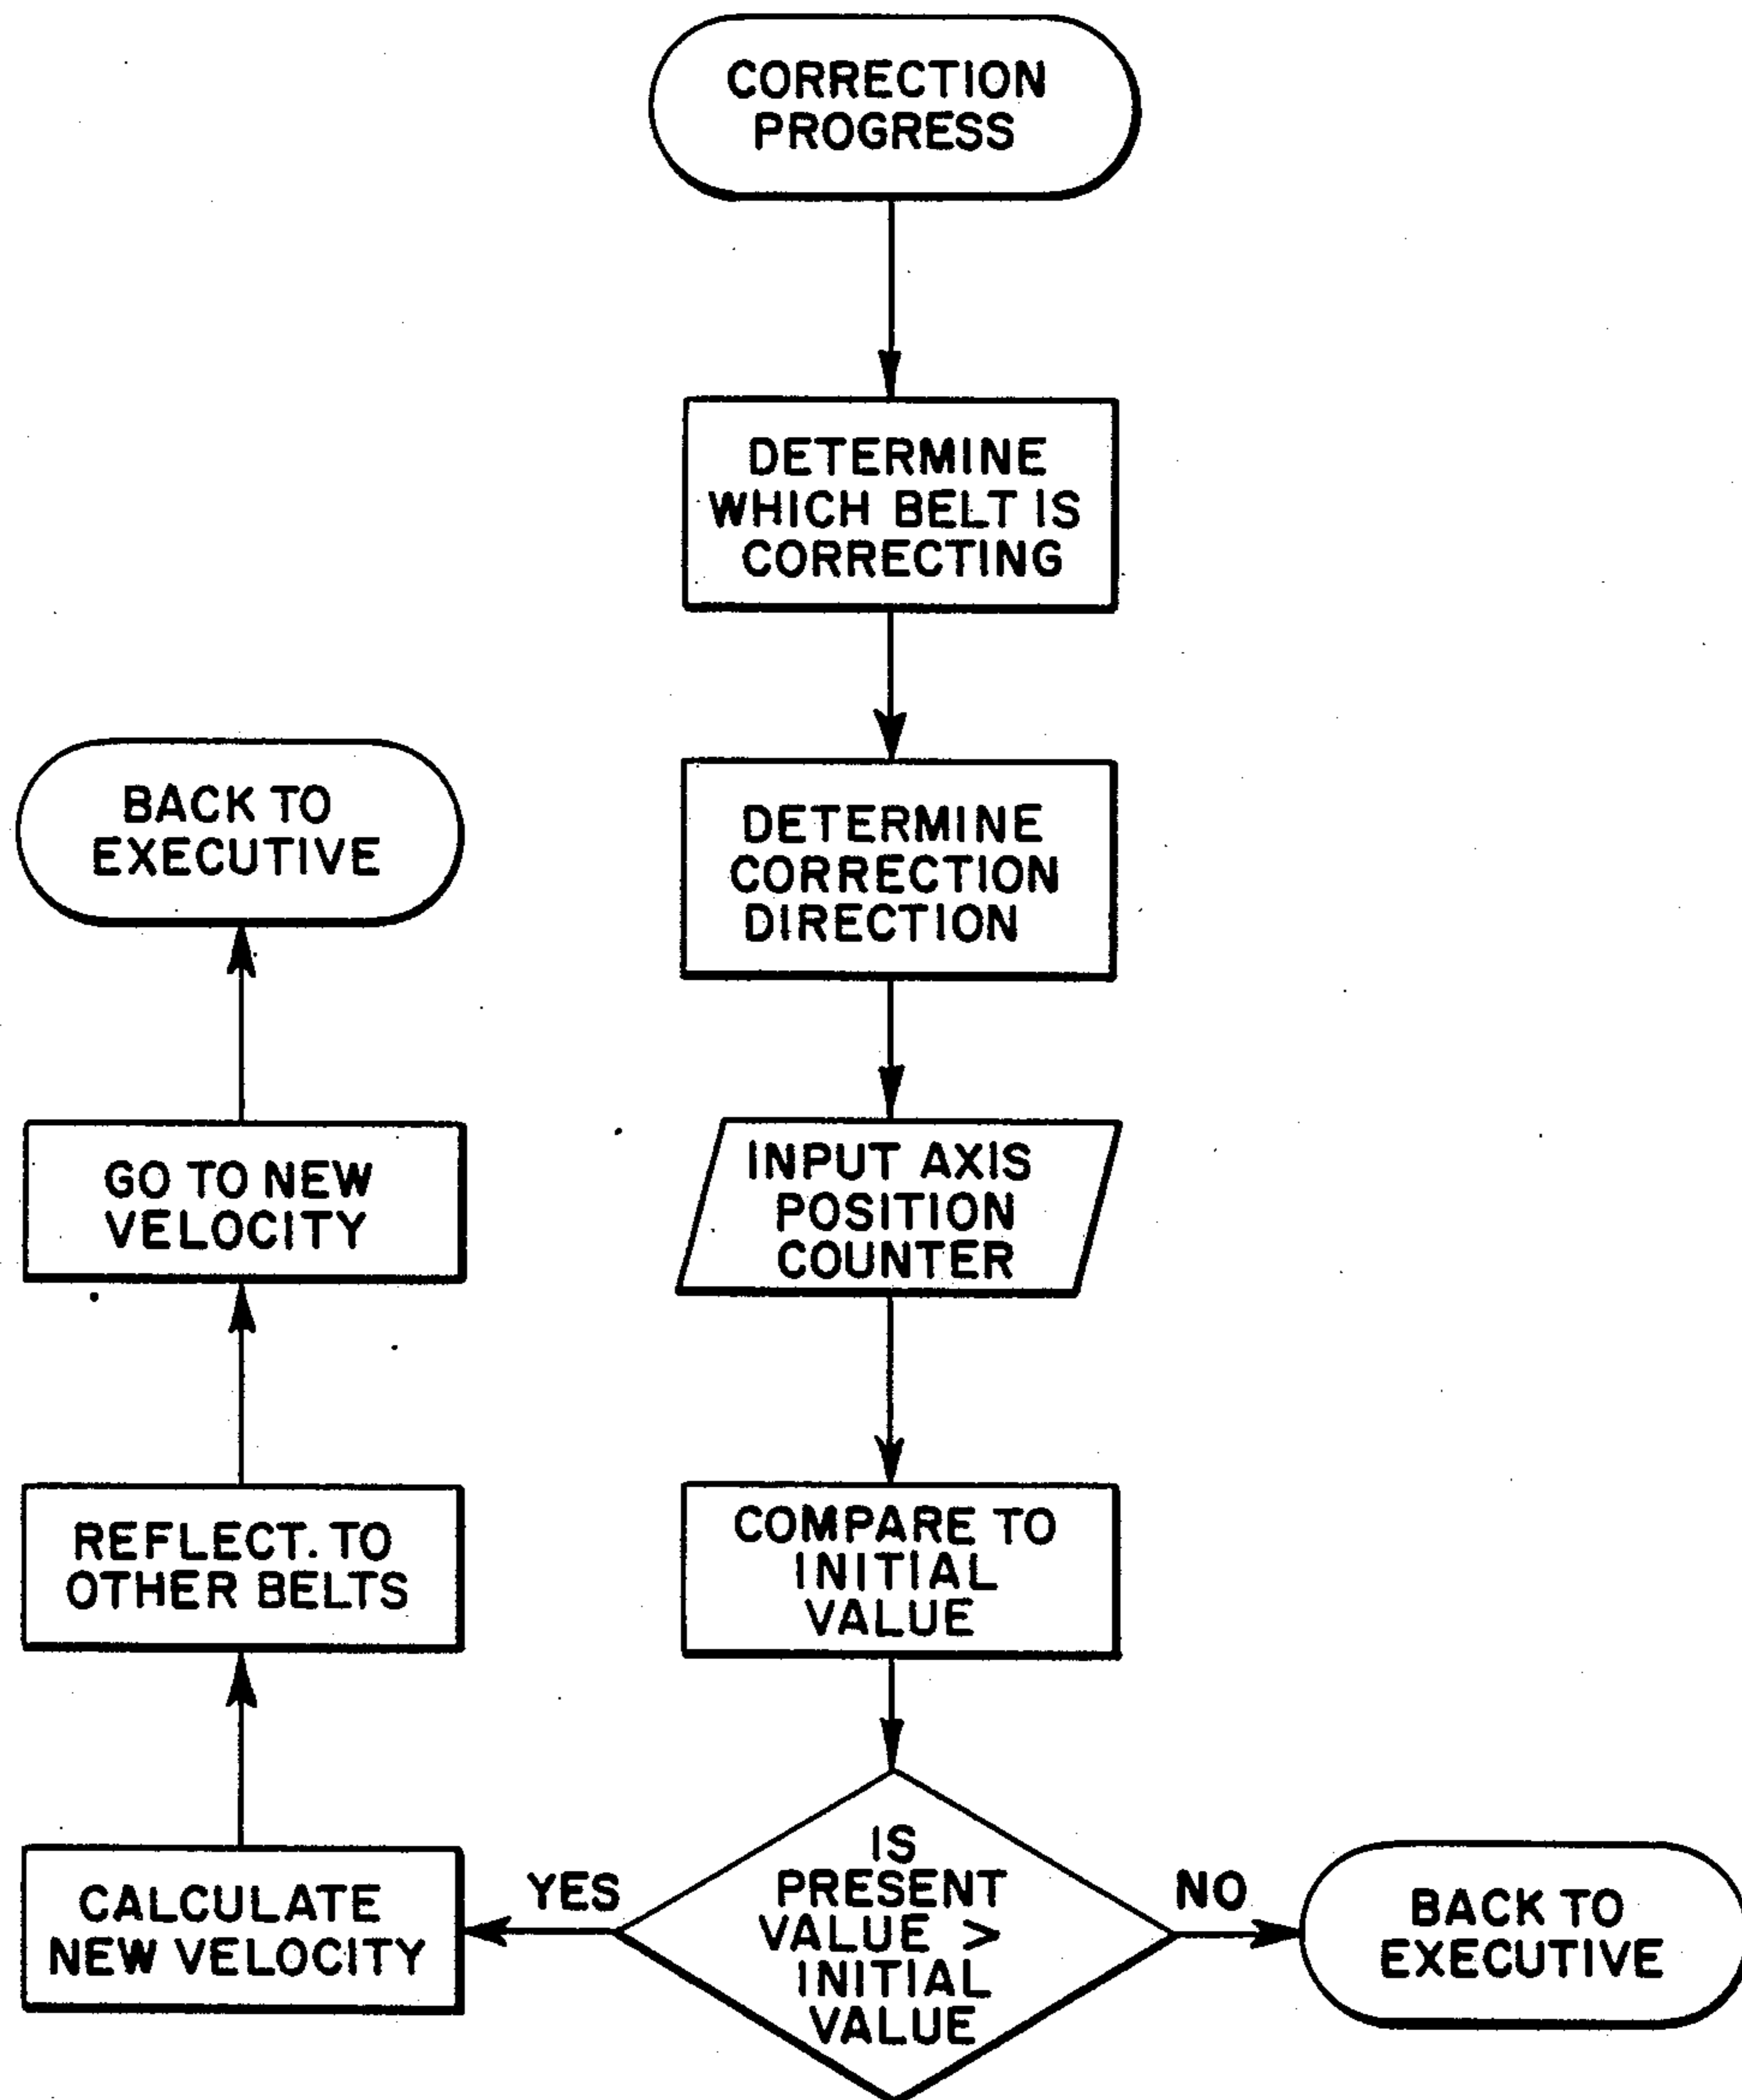 CORRECTION
PROGRESS
DETERMINE
WHICH BELT IS
CORRECTING
DETERMINE
CORRECTION
DIRECTION
INPUT AXIS
POSITION
COUNTER
COMPARE TO
INITIAL
VALUE
IS
PRESENT
VALUE >
INITIAL
VALUE
YES
CALCULATE
NEW VELOCITY
REFLECT. TO
OTHER BELTS
GO TO NEW
VELOCITY
BACK TO
EXECUTIVE
NO
BACK TO
EXECUTIVE